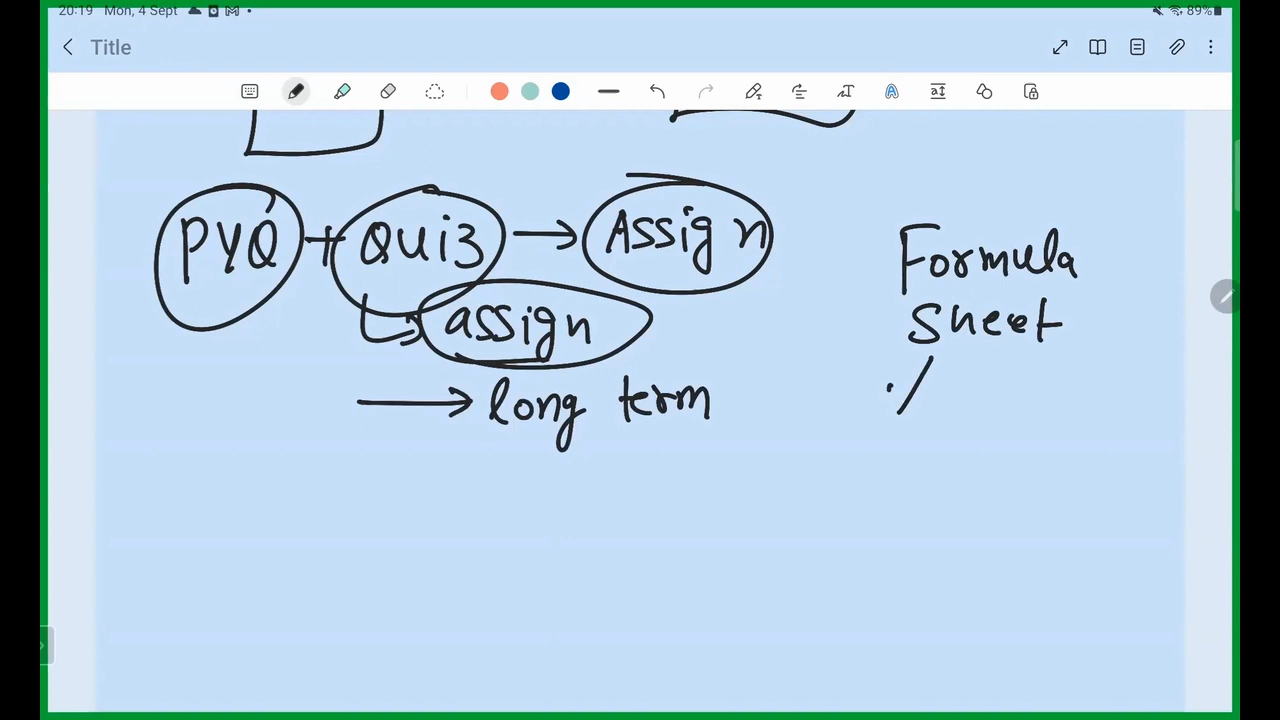 20:19 Mon, 4 Sept
89%
Title
PYQ + Quiz → Assign
assign
→ long term
Formula
Sheet